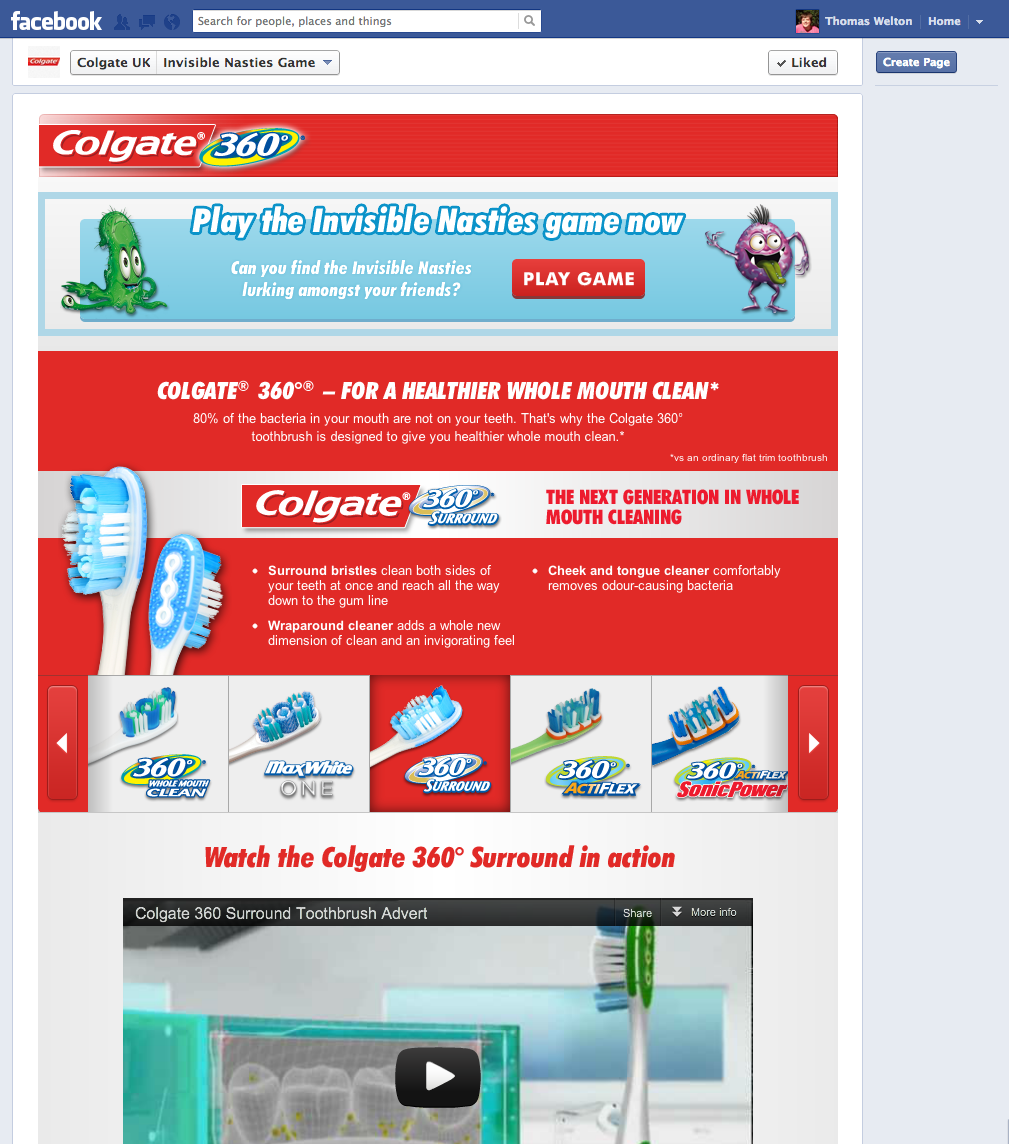 facebook
Search for people, places and things
Thomas Welton
Home
Colgate
Colgate UK
Invisible Nasties Game
✓ Liked
Create Page
Colgate® 360°
Play the Invisible Nasties game now
Can you find the Invisible Nasties
lurking amongst your friends?
PLAY GAME
COLGATE® 360°® – FOR A HEALTHIER WHOLE MOUTH CLEAN*
80% of the bacteria in your mouth are not on your teeth. That's why the Colgate 360°
toothbrush is designed to give you healthier whole mouth clean.*
*vs an ordinary flat trim toothbrush
Colgate® 360° SURROUND
THE NEXT GENERATION IN WHOLE
MOUTH CLEANING
• Surround bristles clean both sides of
your teeth at once and reach all the way
down to the gum line
• Wraparound cleaner adds a whole new
dimension of clean and an invigorating feel
• Cheek and tongue cleaner comfortably
removes odour-causing bacteria
360°
WHOLE MOUTH
CLEAN
MaxWhite
ONE
360°
SURROUND
360°
ACTIFLEX
360° ACTIFLEX
SonicPower
Watch the Colgate 360° Surround in action
Colgate 360 Surround Toothbrush Advert
Share
More info